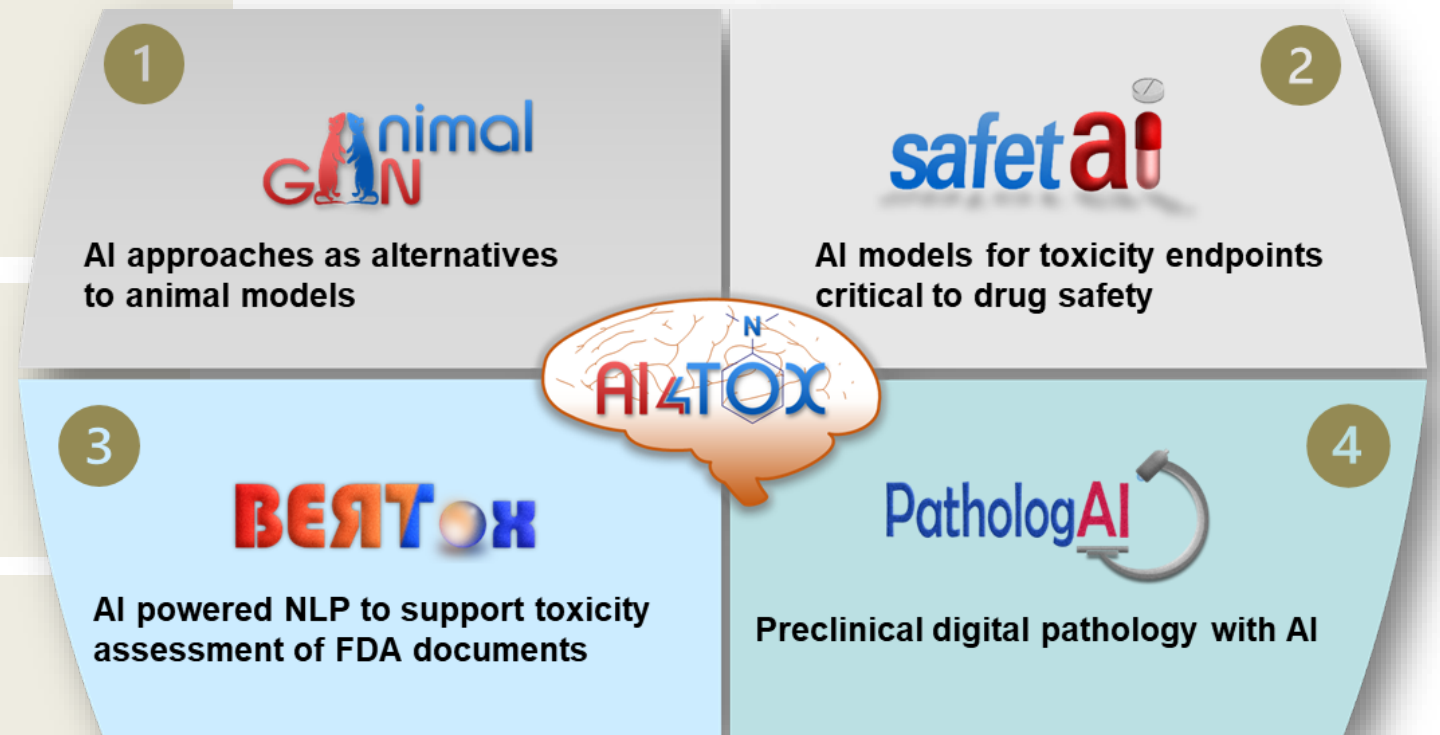 1
AnimalGAN
AI approaches as alternatives
to animal models
2
safetAI
AI models for toxicity endpoints
critical to drug safety
N
AI4TOX
3
BERTox
AI powered NLP to support toxicity
assessment of FDA documents
4
PathologAI
Preclinical digital pathology with AI